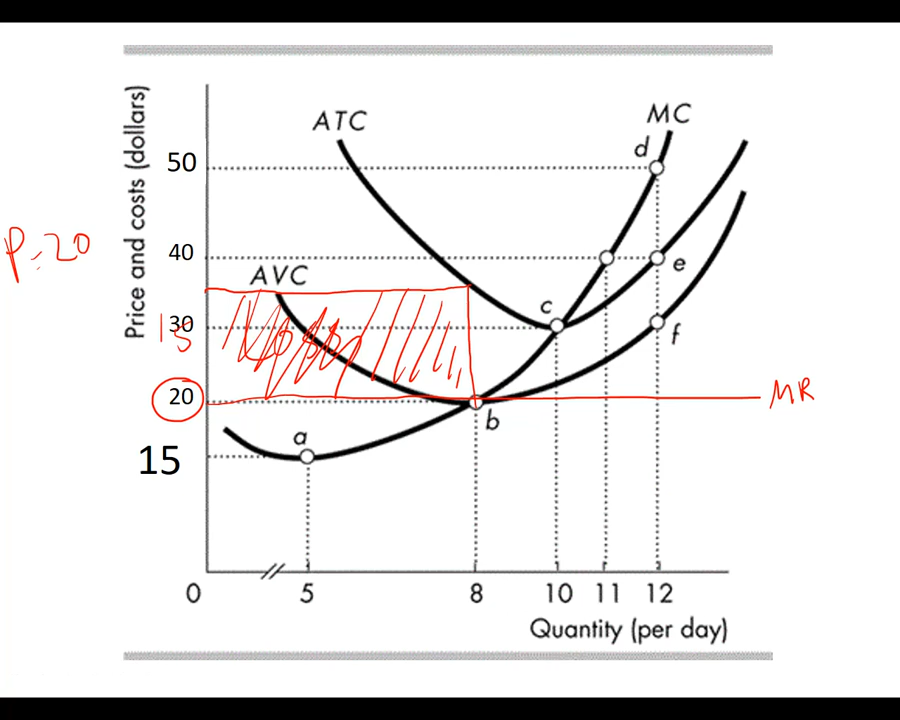 ATC
MC
50
d
P=20
40
e
AVC
Price and costs (dollars)
c
30
15
f
20
MR
b
a
15
0
5
8
10
11
12
Quantity (per day)